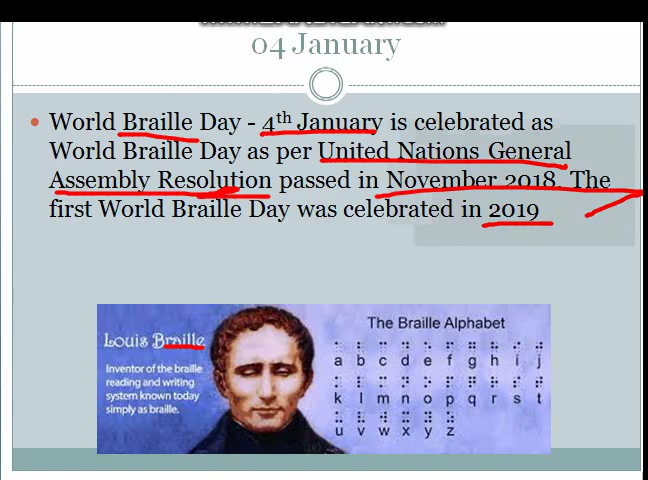 04 January
World Braille Day - 4th January is celebrated as
World Braille Day as per United Nations General
Assembly Resolution passed in November 2018. The
first World Braille Day was celebrated in 2019
Louis Braille
Inventor of the braille
reading and writing
system known today
simply as braille.
The Braille Alphabet
a b c d e f g h i j
k l m n o p q r s t
u v w x y z